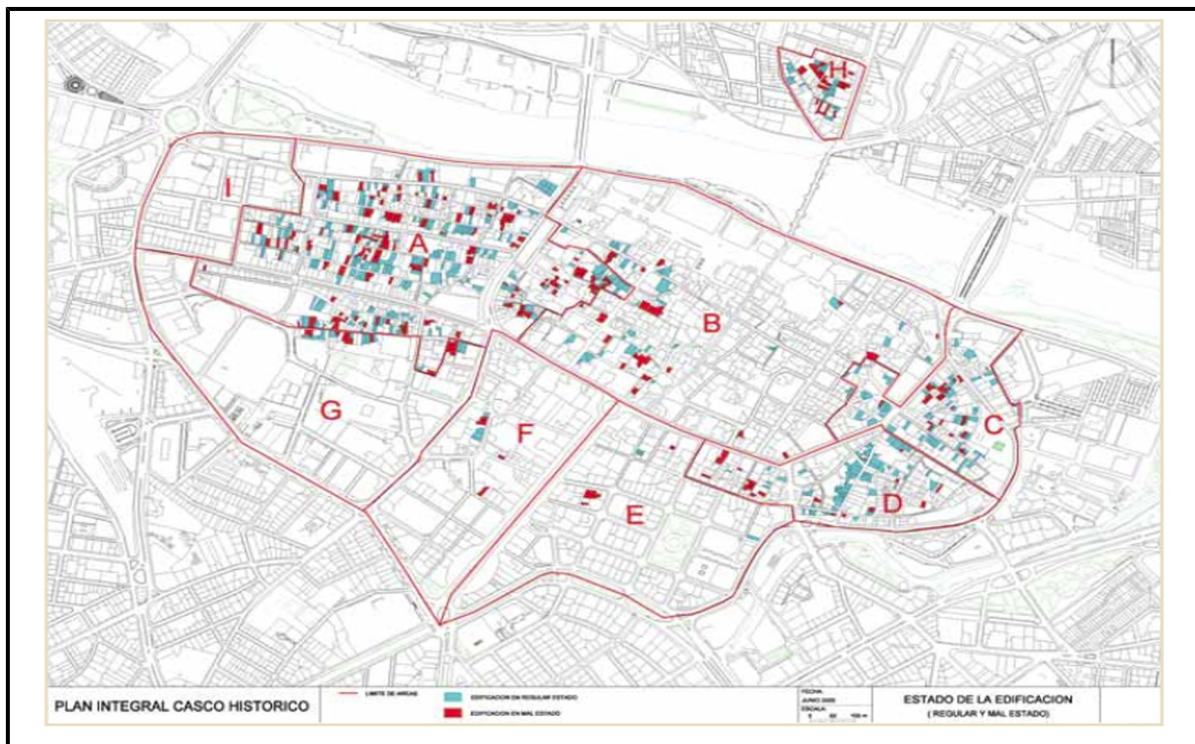 H
I
A
B
C
G
F
E
D
PLAN INTEGRAL CASCO HISTORICO
LIMITE DE AREAS
EDIFICACION EN REGULAR ESTADO
EDIFICACION EN MAL ESTADO
FECHA:
ESCALA:
ESTADO DE LA EDIFICACION
( REGULAR Y MAL ESTADO)